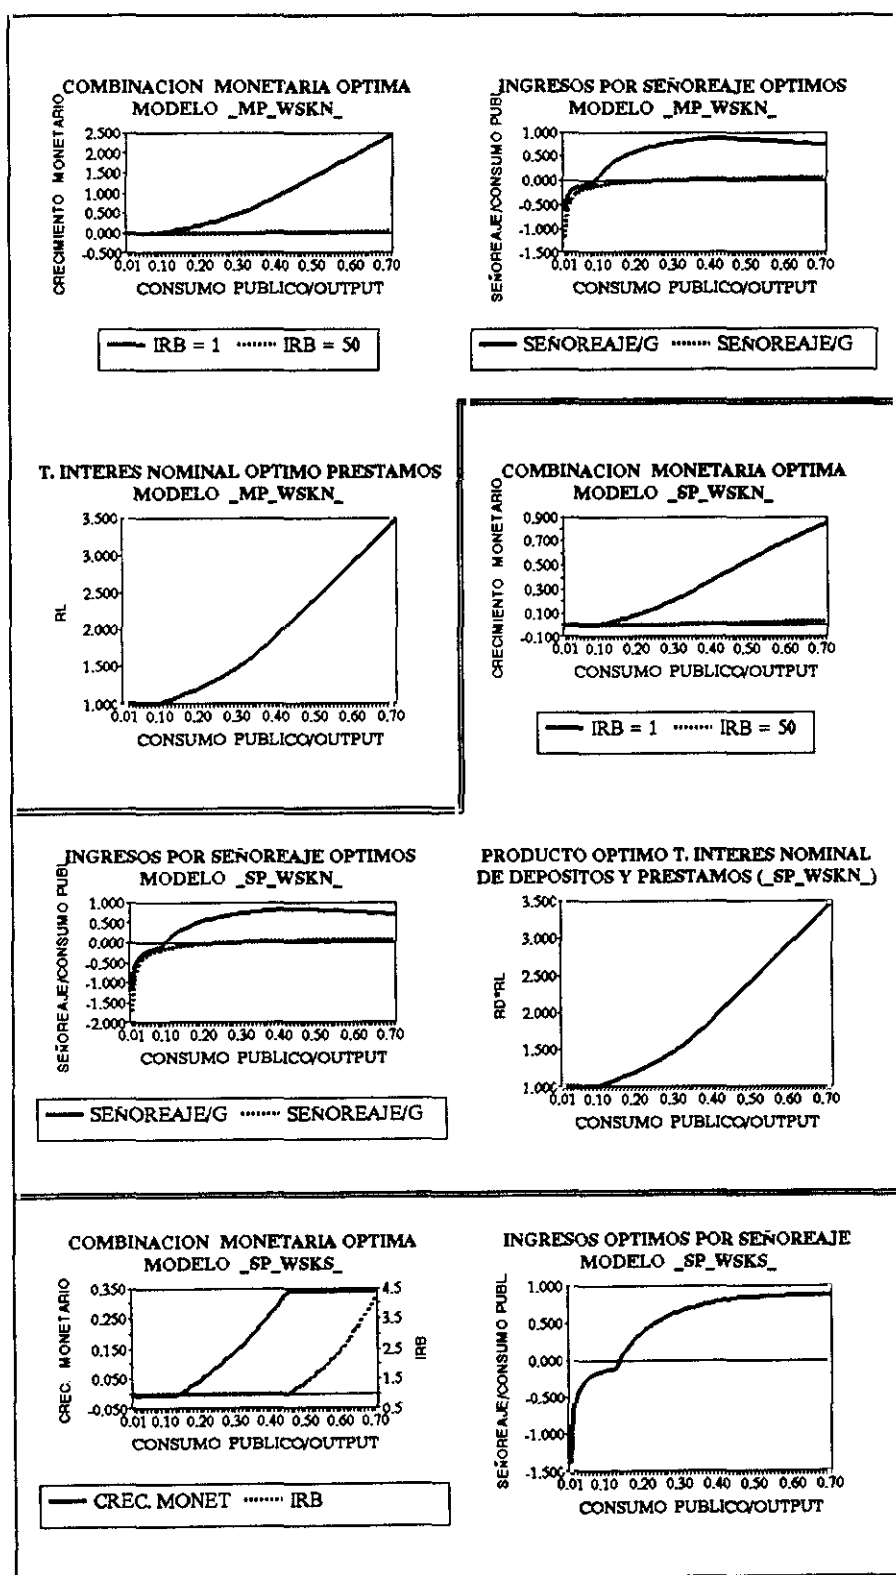 COMBINACION MONETARIA OPTIMA
MODELO _MP_WSKN_
CRECIMIENTO MONETARIO
2.500
2.000
1.500
1.000
0.500
0.000
-0.500
0.01 0.10 0.20 0.30 0.40 0.50 0.60 0.70
CONSUMO PUBLICO/OUTPUT
IRB = 1 IRB = 50
INGRESOS POR SEÑOREAJE OPTIMOS
MODELO _MP_WSKN_
SEÑOREAJE/CONSUMO PUBL
1.000
0.500
0.000
-0.500
-1.000
-1.500
0.01 0.10 0.20 0.30 0.40 0.50 0.60 0.70
CONSUMO PUBLICO/OUTPUT
SEÑOREAJE/G SEÑOREAJE/G
T. INTERES NOMINAL OPTIMO PRESTAMOS
MODELO _MP_WSKN_
RL
3.500
3.000
2.500
2.000
1.500
1.000
0.01 0.10 0.20 0.30 0.40 0.50 0.60 0.70
CONSUMO PUBLICO/OUTPUT
COMBINACION MONETARIA OPTIMA
MODELO _SP_WSKN_
CRECIMIENTO MONETARIO
0.900
0.700
0.500
0.300
0.100
-0.100
0.01 0.10 0.20 0.30 0.40 0.50 0.60 0.70
CONSUMO PUBLICO/OUTPUT
IRB = 1 IRB = 50
INGRESOS POR SEÑOREAJE OPTIMOS
MODELO _SP_WSKN_
SEÑOREAJE/CONSUMO PUBL
1.000
0.500
0.000
-0.500
-1.000
-1.500
-2.000
0.01 0.10 0.20 0.30 0.40 0.50 0.60 0.70
CONSUMO PUBLICO/OUTPUT
SEÑOREAJE/G SEÑOREAJE/G
PRODUCTO OPTIMO T. INTERES NOMINAL
DE DEPOSITOS Y PRESTAMOS (_SP_WSKN_)
RD*RL
3.500
3.000
2.500
2.000
1.500
1.000
0.01 0.10 0.20 0.30 0.40 0.50 0.60 0.70
CONSUMO PUBLICO/OUTPUT
COMBINACION MONETARIA OPTIMA
MODELO _SP_WSKS_
CREC. MONETARIO
0.350
0.250
0.150
0.050
-0.050
4.5
3.5
2.5
1.5
0.5
IRB
0.01 0.10 0.20 0.30 0.40 0.50 0.60 0.70
CONSUMO PUBLICO/OUTPUT
CREC. MONET IRB
INGRESOS OPTIMOS POR SEÑOREAJE
MODELO _SP_WSKS_
SEÑOREAJE/CONSUMO PUBL
1.000
0.500
0.000
-0.500
-1.000
-1.500
0.01 0.10 0.20 0.30 0.40 0.50 0.60 0.70
CONSUMO PUBLICO/OUTPUT